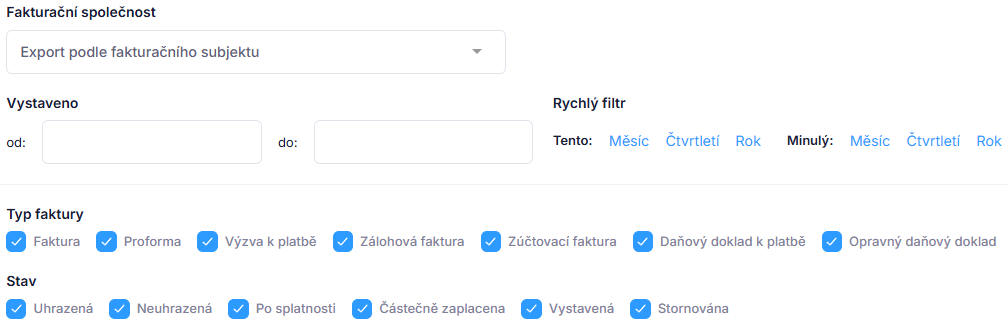 Fakturační společnost
Export podle fakturačního subjektu
Vystaveno
Rychlý filtr
od:
do:
Tento: Měsíc Čtvrtletí Rok Minulý: Měsíc Čtvrtletí Rok
Typ faktury
Faktura Proforma Výzva k platbě Zálohová faktura Zúčtovací faktura Daňový doklad k platbě Opravný daňový doklad
Stav
Uhrazená Neuhrazená Po splatnosti Částečně zaplacena Vystavená Stornována